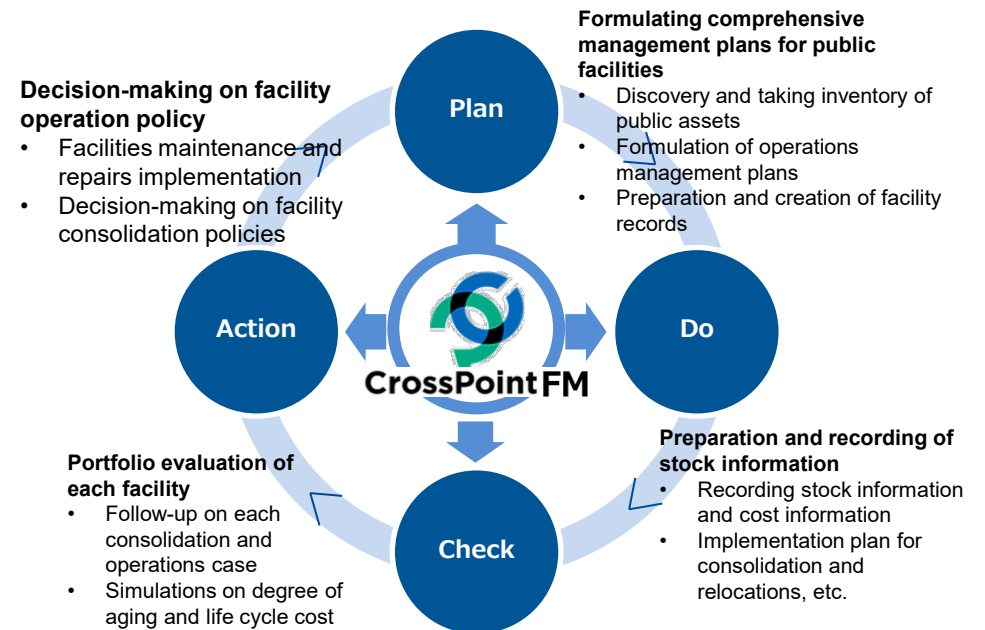 Plan
Formulating comprehensive
management plans for public
facilities
• Discovery and taking inventory of
public assets
• Formulation of operations
management plans
• Preparation and creation of facility
records
Decision-making on facility
operation policy
• Facilities maintenance and
repairs implementation
• Decision-making on facility
consolidation policies
Action
CrossPoint FM
Do
Portfolio evaluation of
each facility
• Follow-up on each
consolidation and
operations case
• Simulations on degree of
aging and life cycle cost
Check
Preparation and recording of
stock information
• Recording stock information
and cost information
• Implementation plan for
consolidation and
relocations, etc.